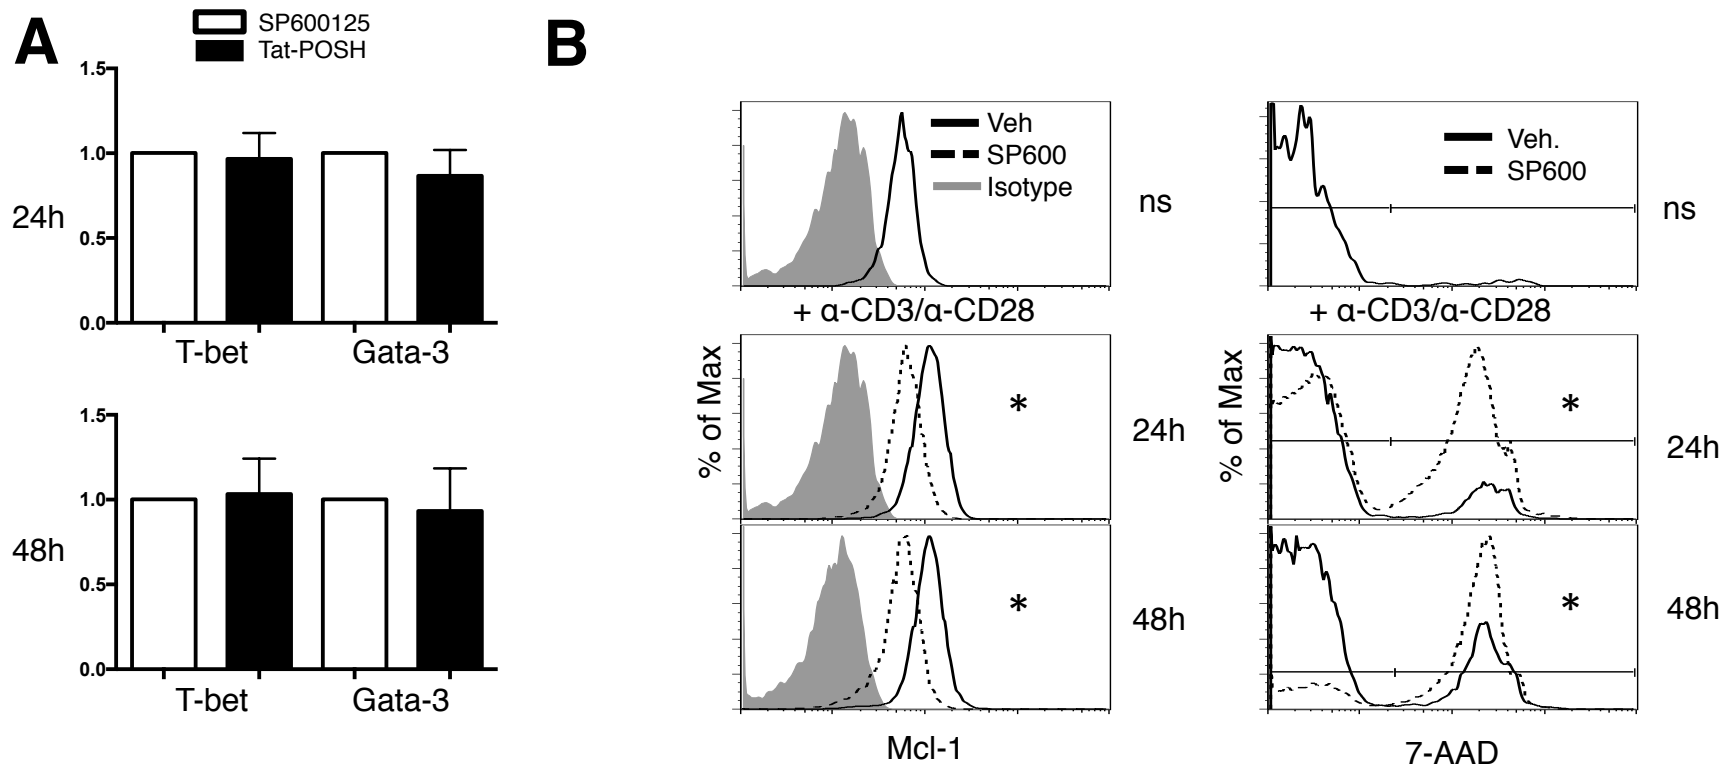 A
SP600125
Tat-POSH
1.5
1.0
0.5
0.0
24h
T-bet Gata-3
1.5
1.0
0.5
0.0
48h
T-bet Gata-3
B
Veh
SP600
Isotype
ns
Veh.
SP600
ns
+ α-CD3/α-CD28
+ α-CD3/α-CD28
% of Max
*
24h
% of Max
*
24h
*
48h
*
48h
Mcl-1
7-AAD